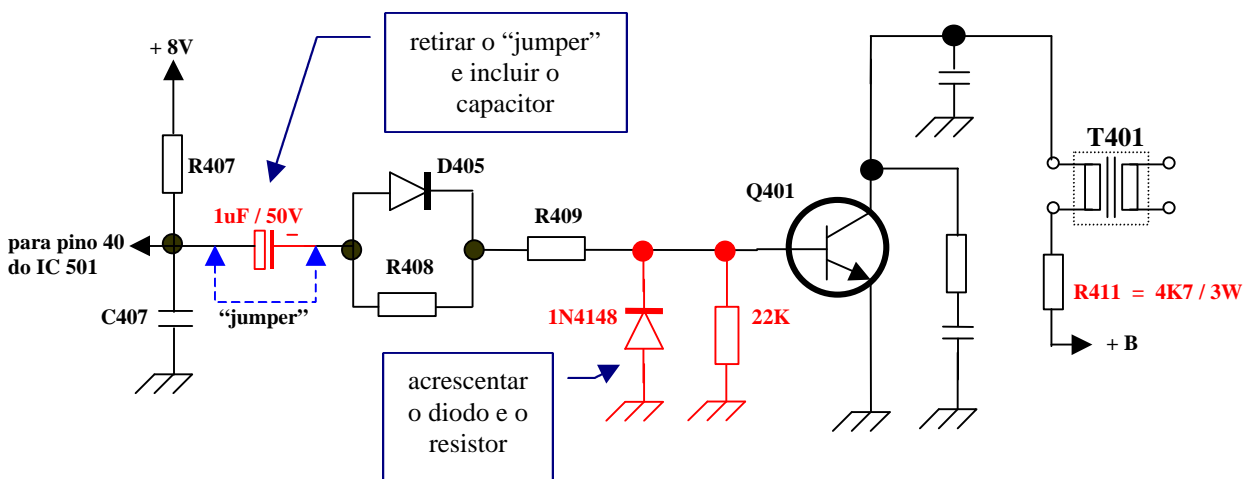 retirar o “jumper”
e incluir o
capacitor
+ 8V
R407
D405
T401
Q401
1uF / 50V
–
R409
para pino 40
do IC 501
R408
R411 = 4K7 / 3W
C407
“jumper”
1N4148
22K
+ B
acrescentar
o diodo e o
resistor